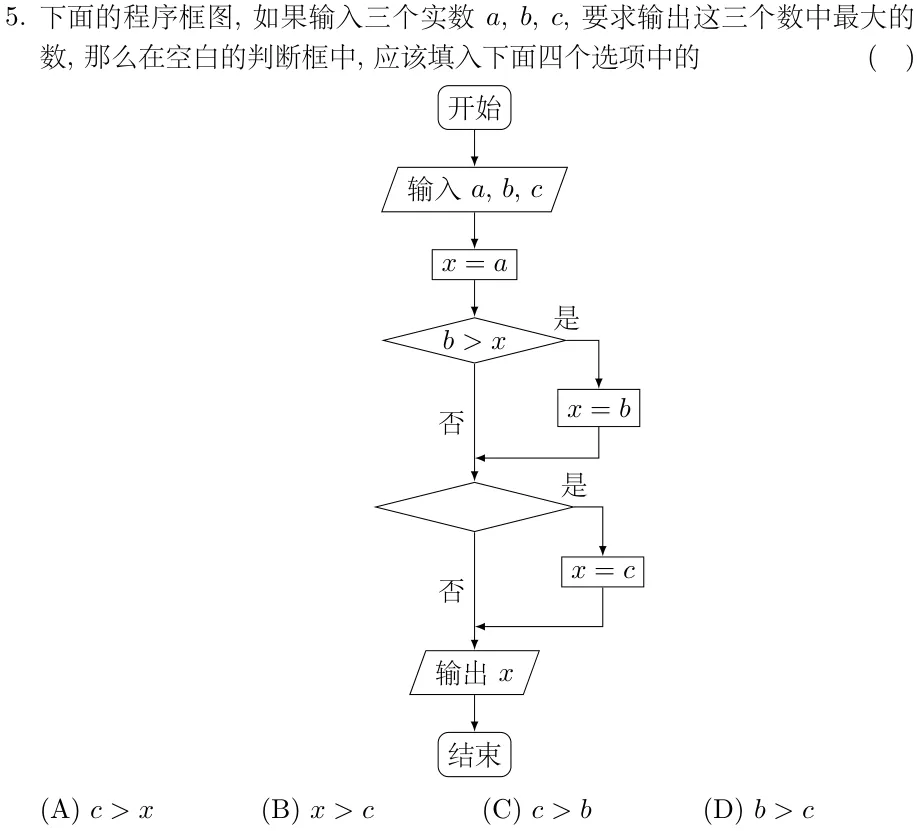 5. 下面的程序框图, 如果输入三个实数 a, b, c, 要求输出这三个数中最大的
数, 那么在空白的判断框中, 应该填入下面四个选项中的 ( )
开始
输入 a, b, c
x = a
是
b > x
x = b
否
是
x = c
否
输出 x
结束
(A) c > x (B) x > c (C) c > b (D) b > c